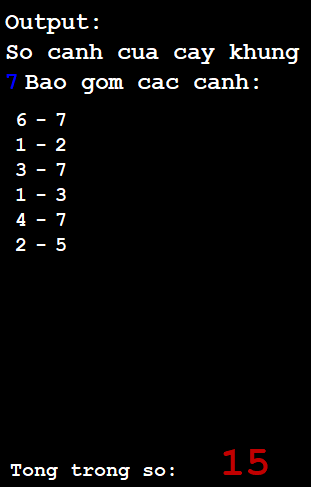 Output:
So canh cua cay khung
7 Bao gom cac canh:
6 - 7
1 - 2
3 - 7
1 - 3
4 - 7
2 - 5
Tong trong so: 15